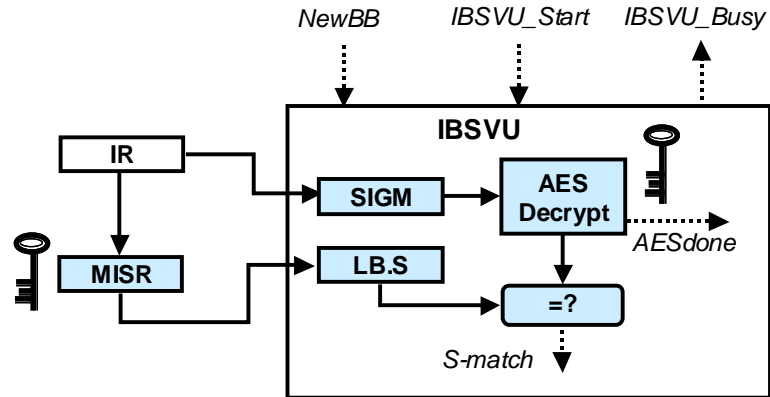 NewBB
IBSVU_Start
IBSVU_Busy
IBSVU
IR
SIGM
AES
Decrypt
AESdone
MISR
LB.S
=?
S-match